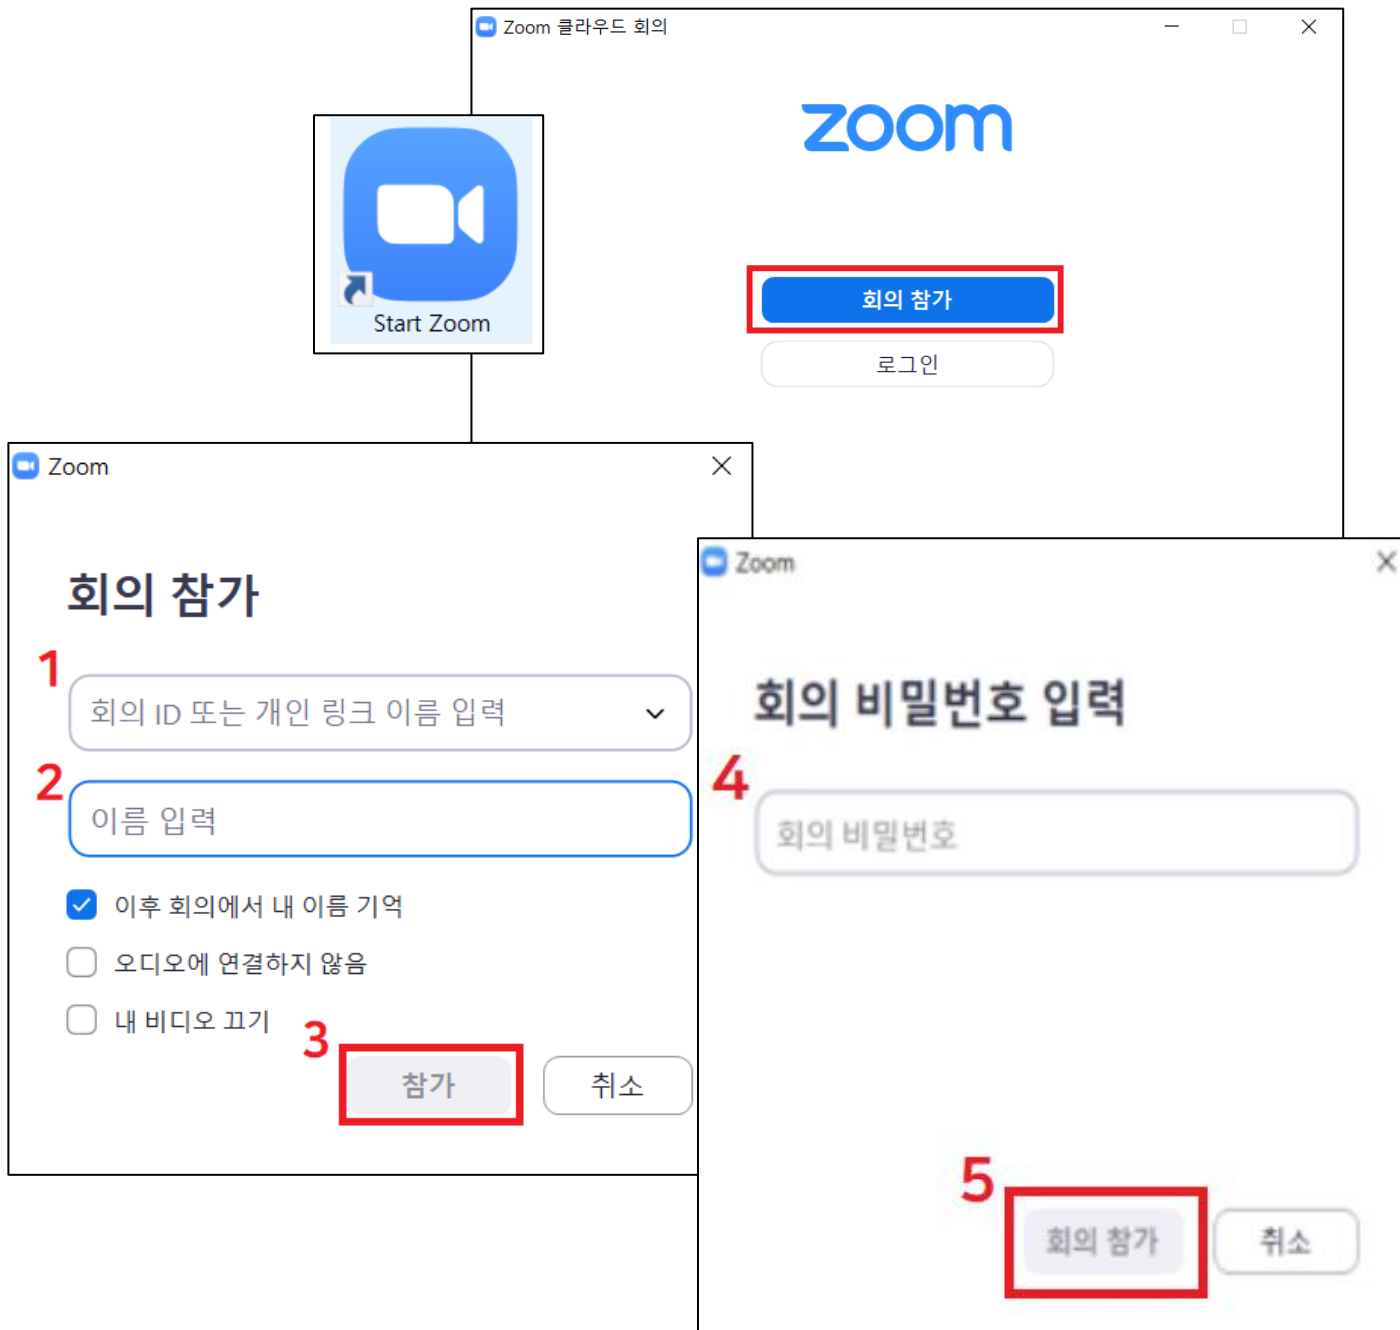 Zoom 클라우드 회의
zoom
Start Zoom
회의 참가
로그인
Zoom
회의 참가
1
회의 ID 또는 개인 링크 이름 입력
2
이름 입력
이후 회의에서 내 이름 기억
오디오에 연결하지 않음
내 비디오 끄기
3
참가
취소
Zoom
회의 비밀번호 입력
4
회의 비밀번호
5
회의 참가
취소